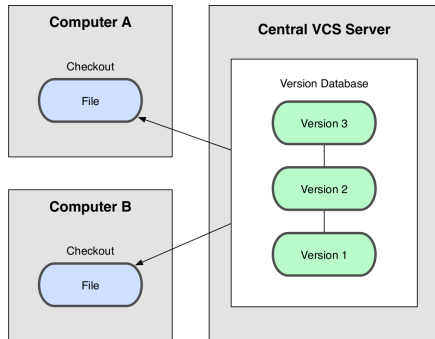 Computer A
Checkout
File
Computer B
Checkout
File
Central VCS Server
Version Database
Version 3
Version 2
Version 1